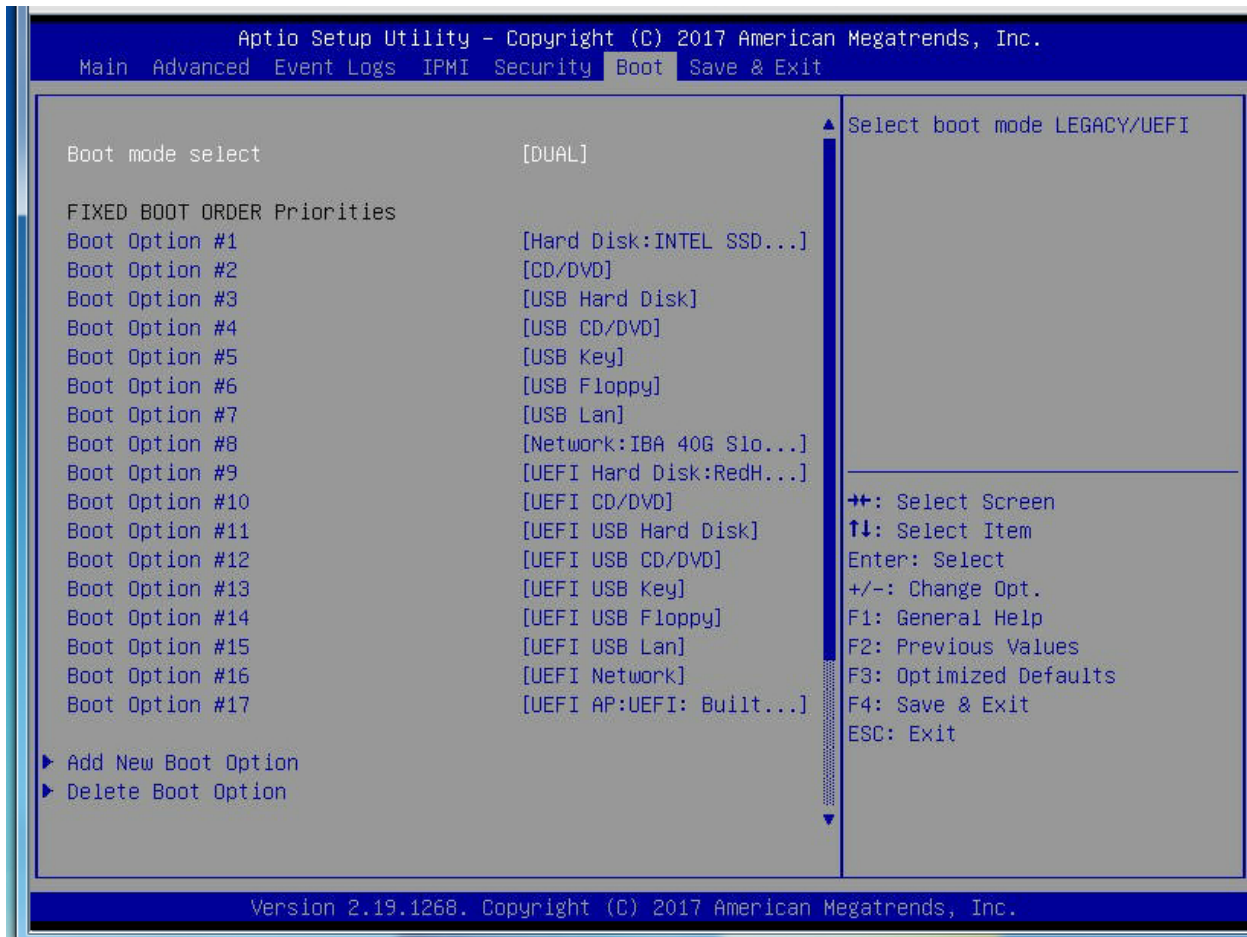 Aptio Setup Utility – Copyright (C) 2017 American Megatrends, Inc.
Main Advanced Event Logs IPMI Security Boot Save & Exit
Select boot mode LEGACY/UEFI
Boot mode select [DUAL]
FIXED BOOT ORDER Priorities
Boot Option #1 [Hard Disk:INTEL SSD...]
Boot Option #2 [CD/DVD]
Boot Option #3 [USB Hard Disk]
Boot Option #4 [USB CD/DVD]
Boot Option #5 [USB Key]
Boot Option #6 [USB Floppy]
Boot Option #7 [USB Lan]
Boot Option #8 [Network:IBA 40G Slo...]
Boot Option #9 [UEFI Hard Disk:RedH...]
Boot Option #10 [UEFI CD/DVD]
Boot Option #11 [UEFI USB Hard Disk]
Boot Option #12 [UEFI USB CD/DVD]
Boot Option #13 [UEFI USB Key]
Boot Option #14 [UEFI USB Floppy]
Boot Option #15 [UEFI USB Lan]
Boot Option #16 [UEFI Network]
Boot Option #17 [UEFI AP:UEFI: Built...]
Add New Boot Option
Delete Boot Option
→←: Select Screen
↑↓: Select Item
Enter: Select
+/-: Change Opt.
F1: General Help
F2: Previous Values
F3: Optimized Defaults
F4: Save & Exit
ESC: Exit
Version 2.19.1268. Copyright (C) 2017 American Megatrends, Inc.